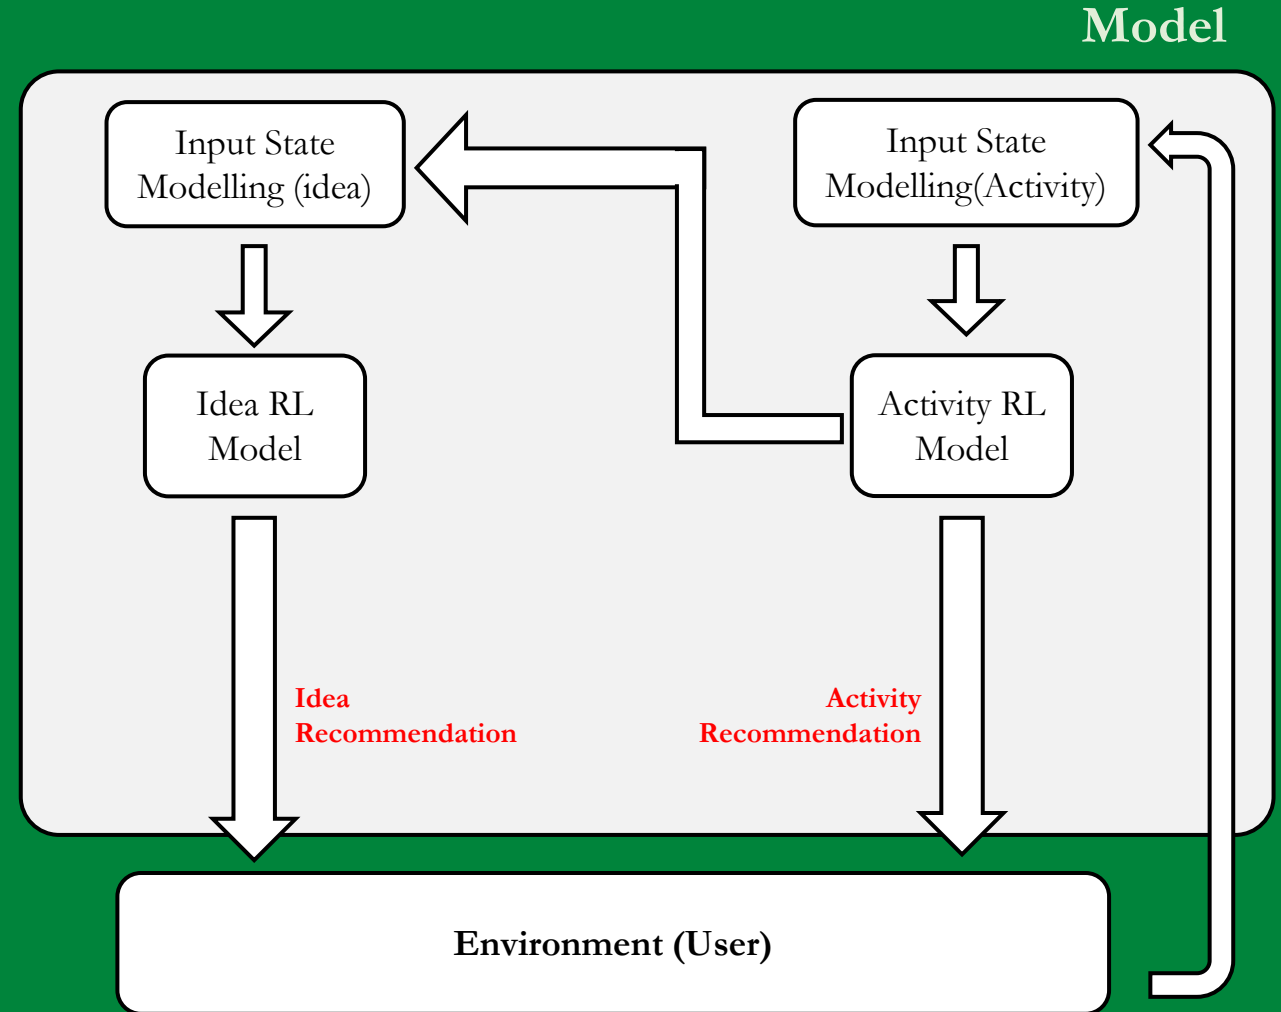 Model
Input State
Modelling (idea)
Input State
Modelling(Activity)
Idea RL
Model
Activity RL
Model
Idea
Recommendation
Activity
Recommendation
Environment (User)